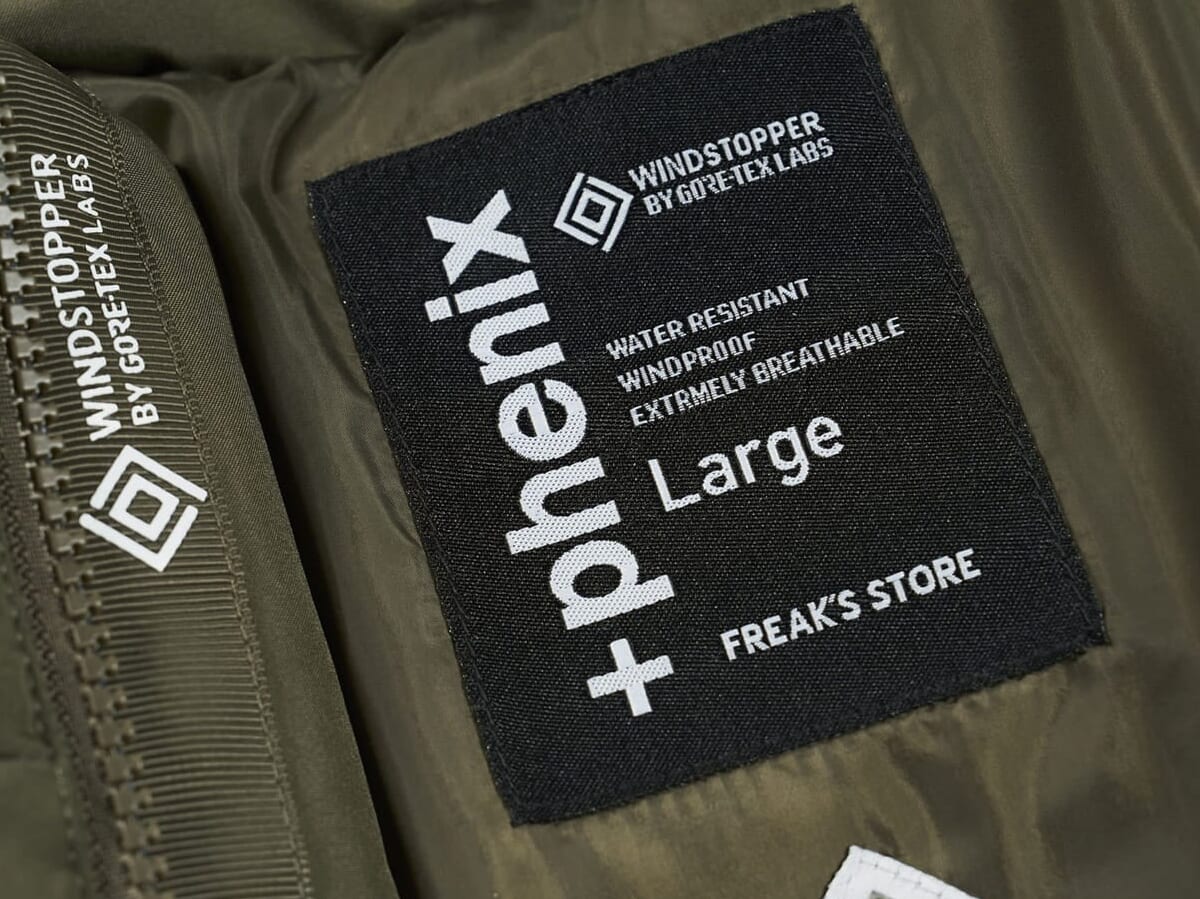 WINDSTOPPER
BY GORE-TEX LABS
+phenix
WINDSTOPPER
BY GORE-TEX LABS
WATER RESISTANT
WINDPROOF
EXTRMELY BREATHABLE
Large
FREAK'S STORE